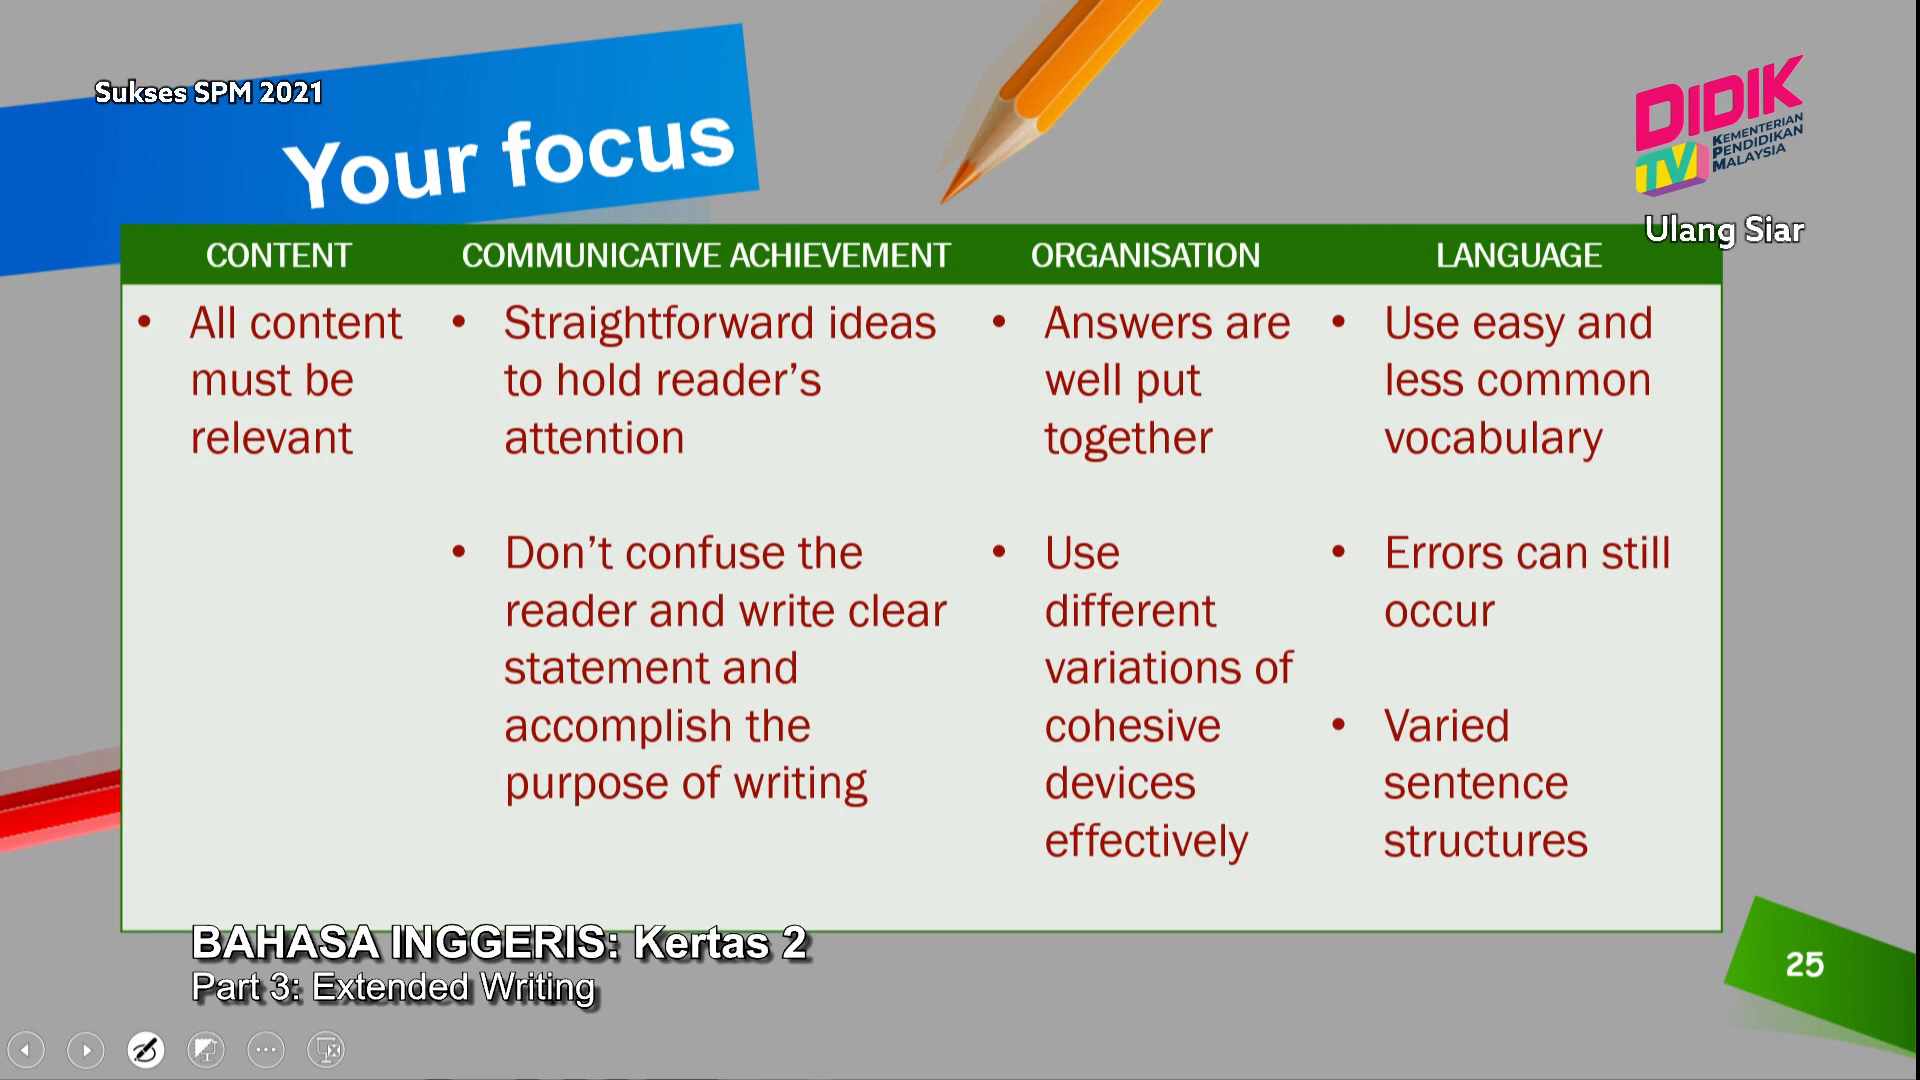 Sukses SPM 2021
Your focus
DIDIK
TV
KEMENTERIAN
PENDIDIKAN
MALAYSIA
Ulang Siar
CONTENT
COMMUNICATIVE ACHIEVEMENT
ORGANISATION
LANGUAGE
• All content
must be
relevant
• Straightforward ideas
to hold reader’s
attention
• Don’t confuse the
reader and write clear
statement and
accomplish the
purpose of writing
• Answers are
well put
together
• Use
different
variations of
cohesive
devices
effectively
• Use easy and
less common
vocabulary
• Errors can still
occur
• Varied
sentence
structures
BAHASA INGGERIS: Kertas 2
Part 3: Extended Writing
25